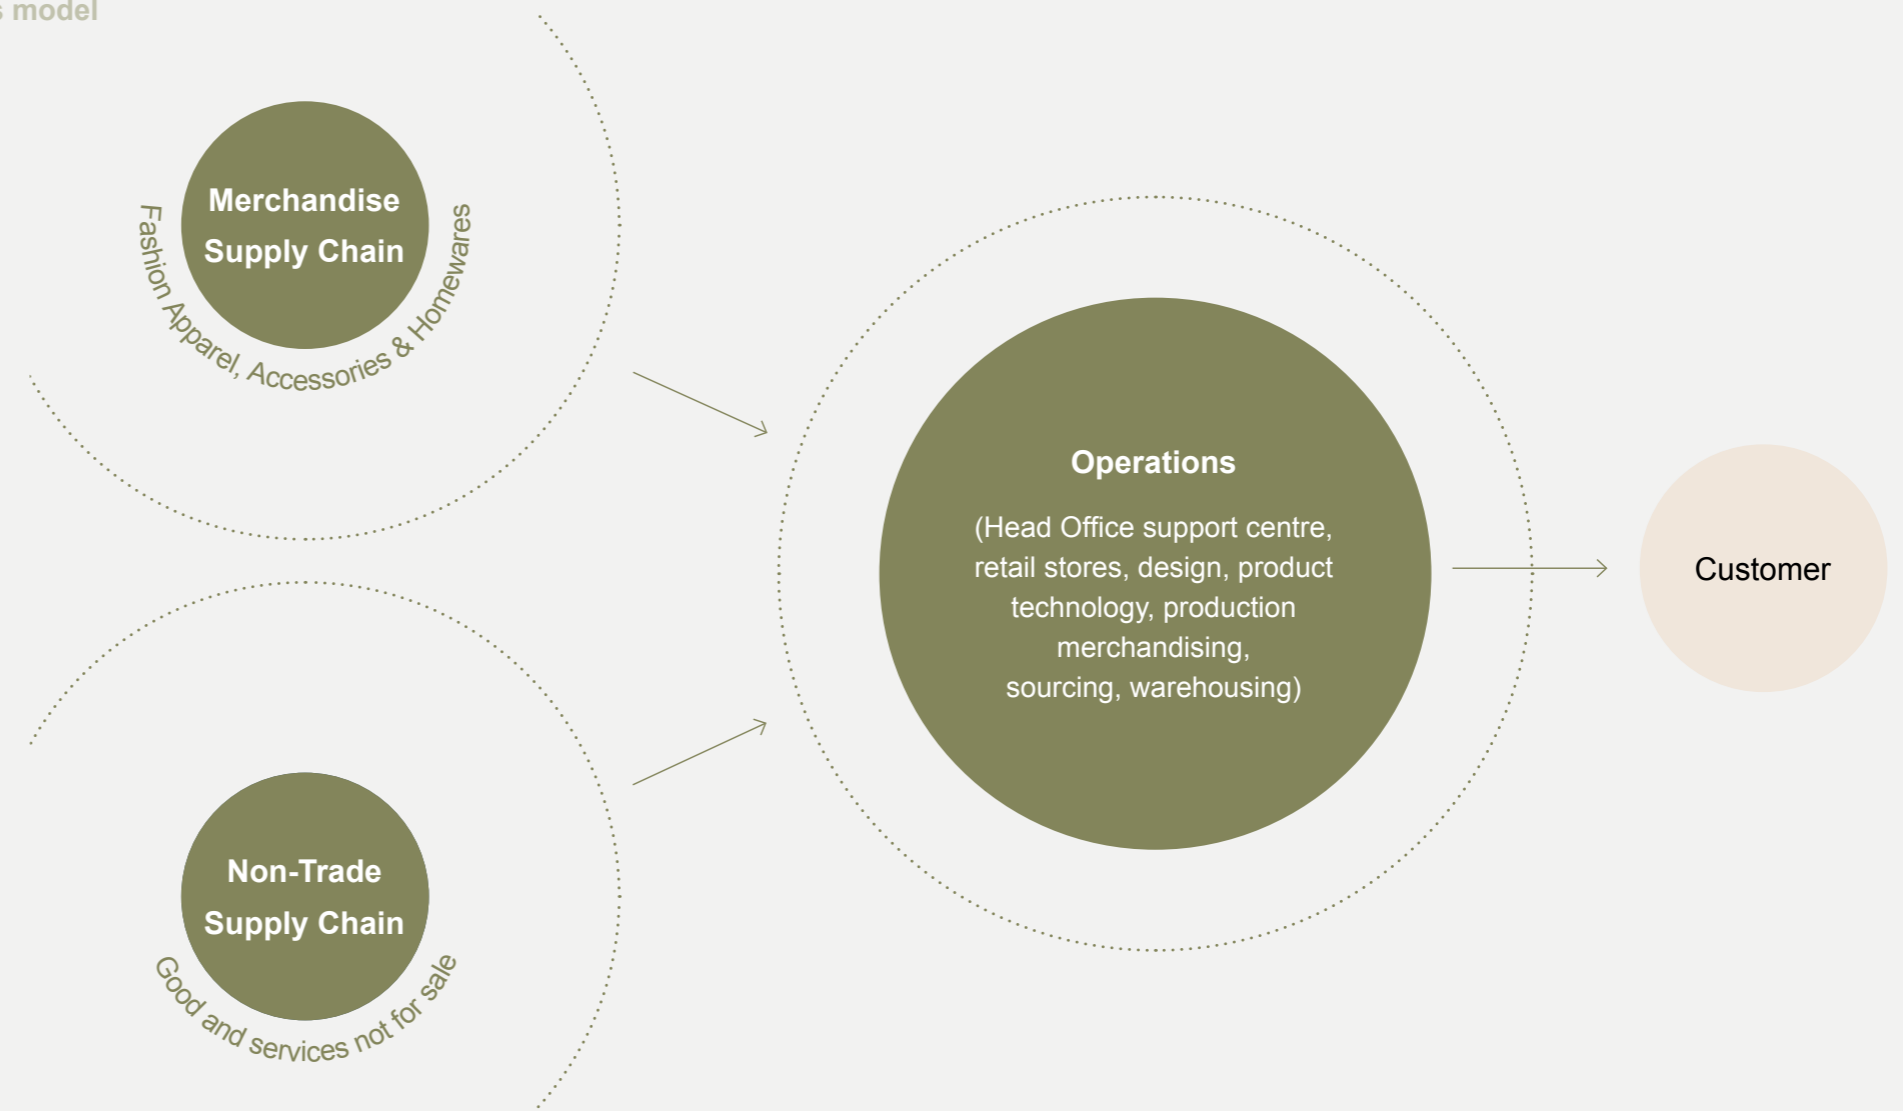 s model
Merchandise
Supply Chain
Fashion Apparel, Accessories & Homewares
Non-Trade
Supply Chain
Good and services not for sale
Operations
(Head Office support centre,
retail stores, design, product
technology, production
merchandising,
sourcing, warehousing)
Customer